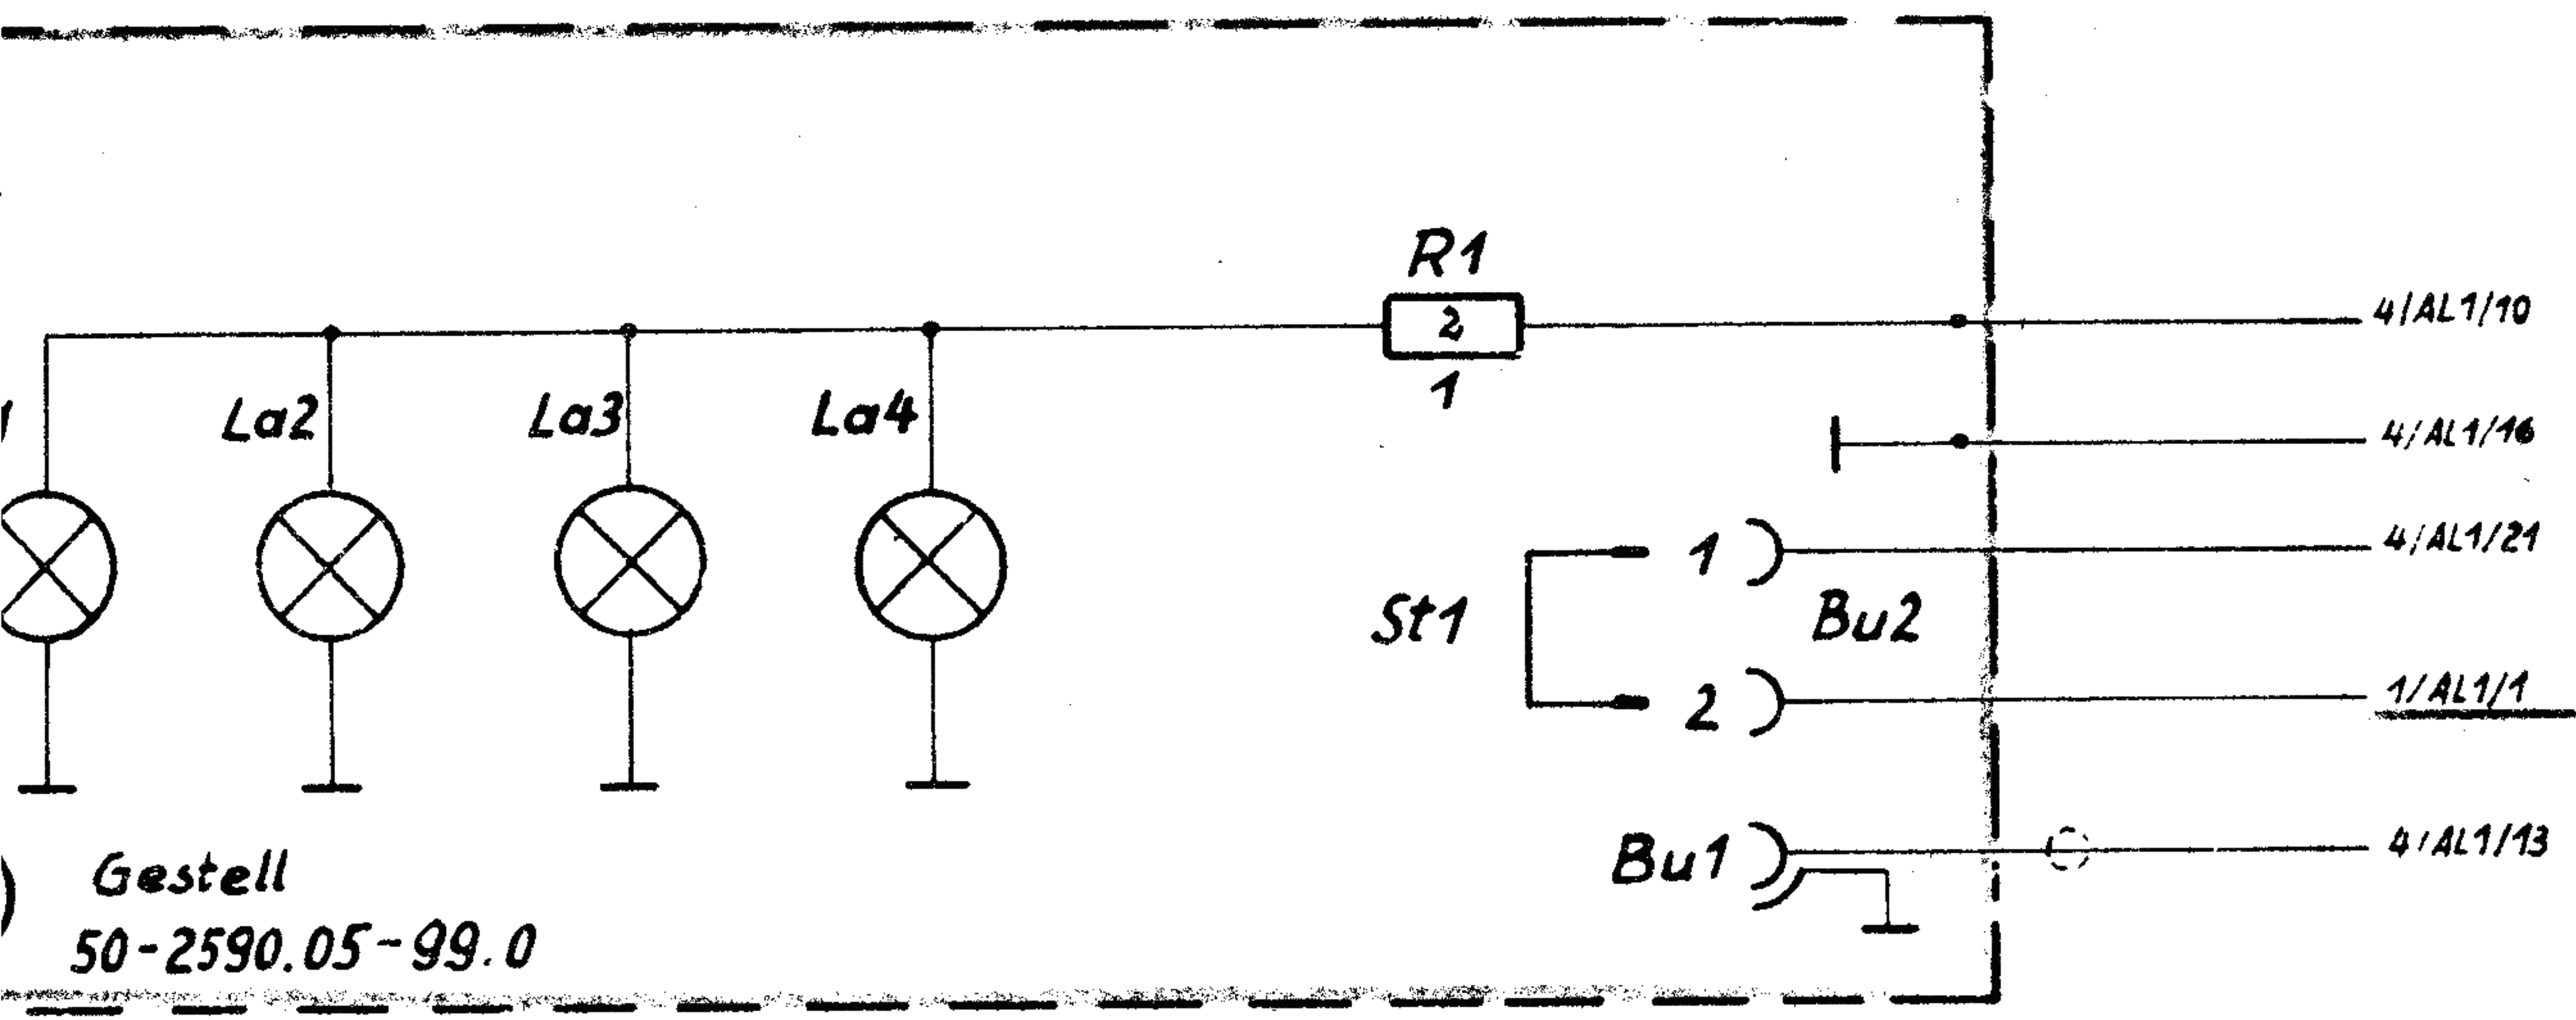 R1
2
1
4/AL1/10
La2
La3
La4
4/AL1/16
4/AL1/21
1
St1
Bu2
2
1/AL1/1
Bu1
4/AL1/13
Gestell
50-2590.05-99.0